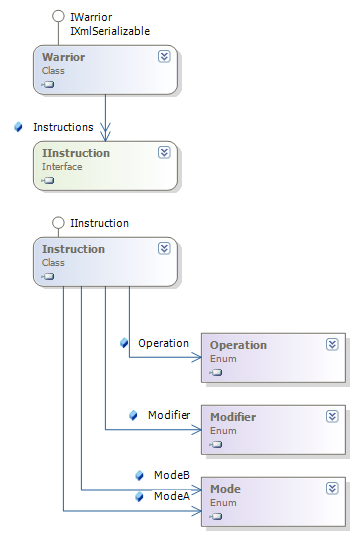 IWarrior
IXmlSerializable
Warrior
Class
Instructions
IInstruction
Interface
IInstruction
Instruction
Class
Operation
Operation
Enum
Modifier
Modifier
Enum
ModeB
ModeA
Mode
Enum